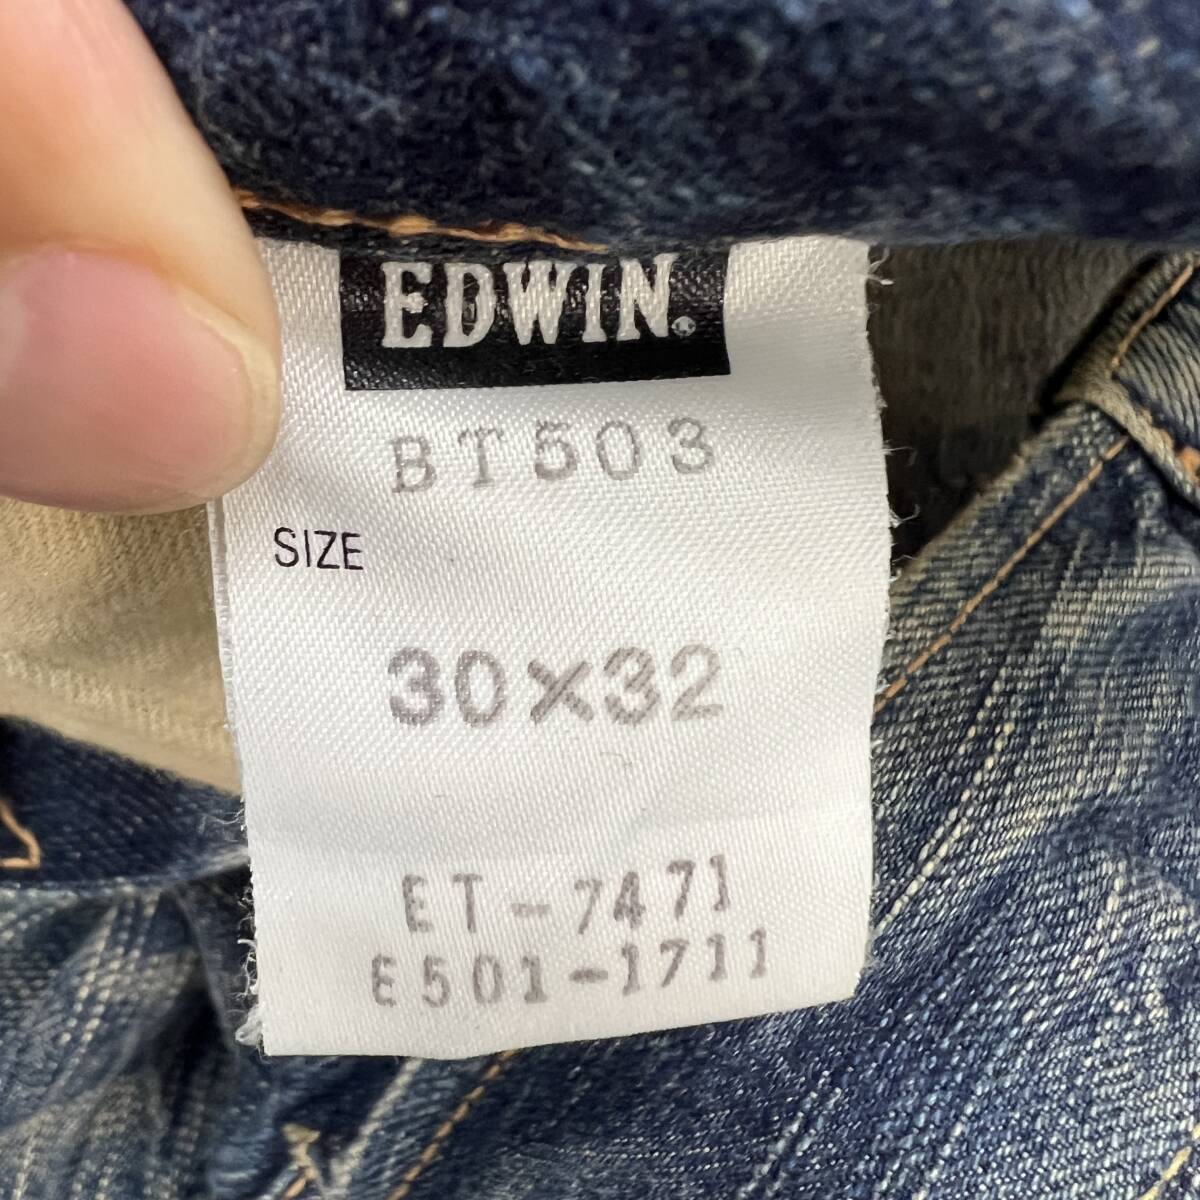 EDWIN.
BT503
SIZE
30×32
ET-7471
E501-1711